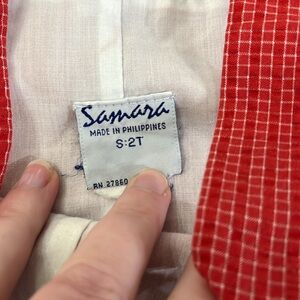 Samara
MADE IN PHILIPPINES
S:2T
RN 27860